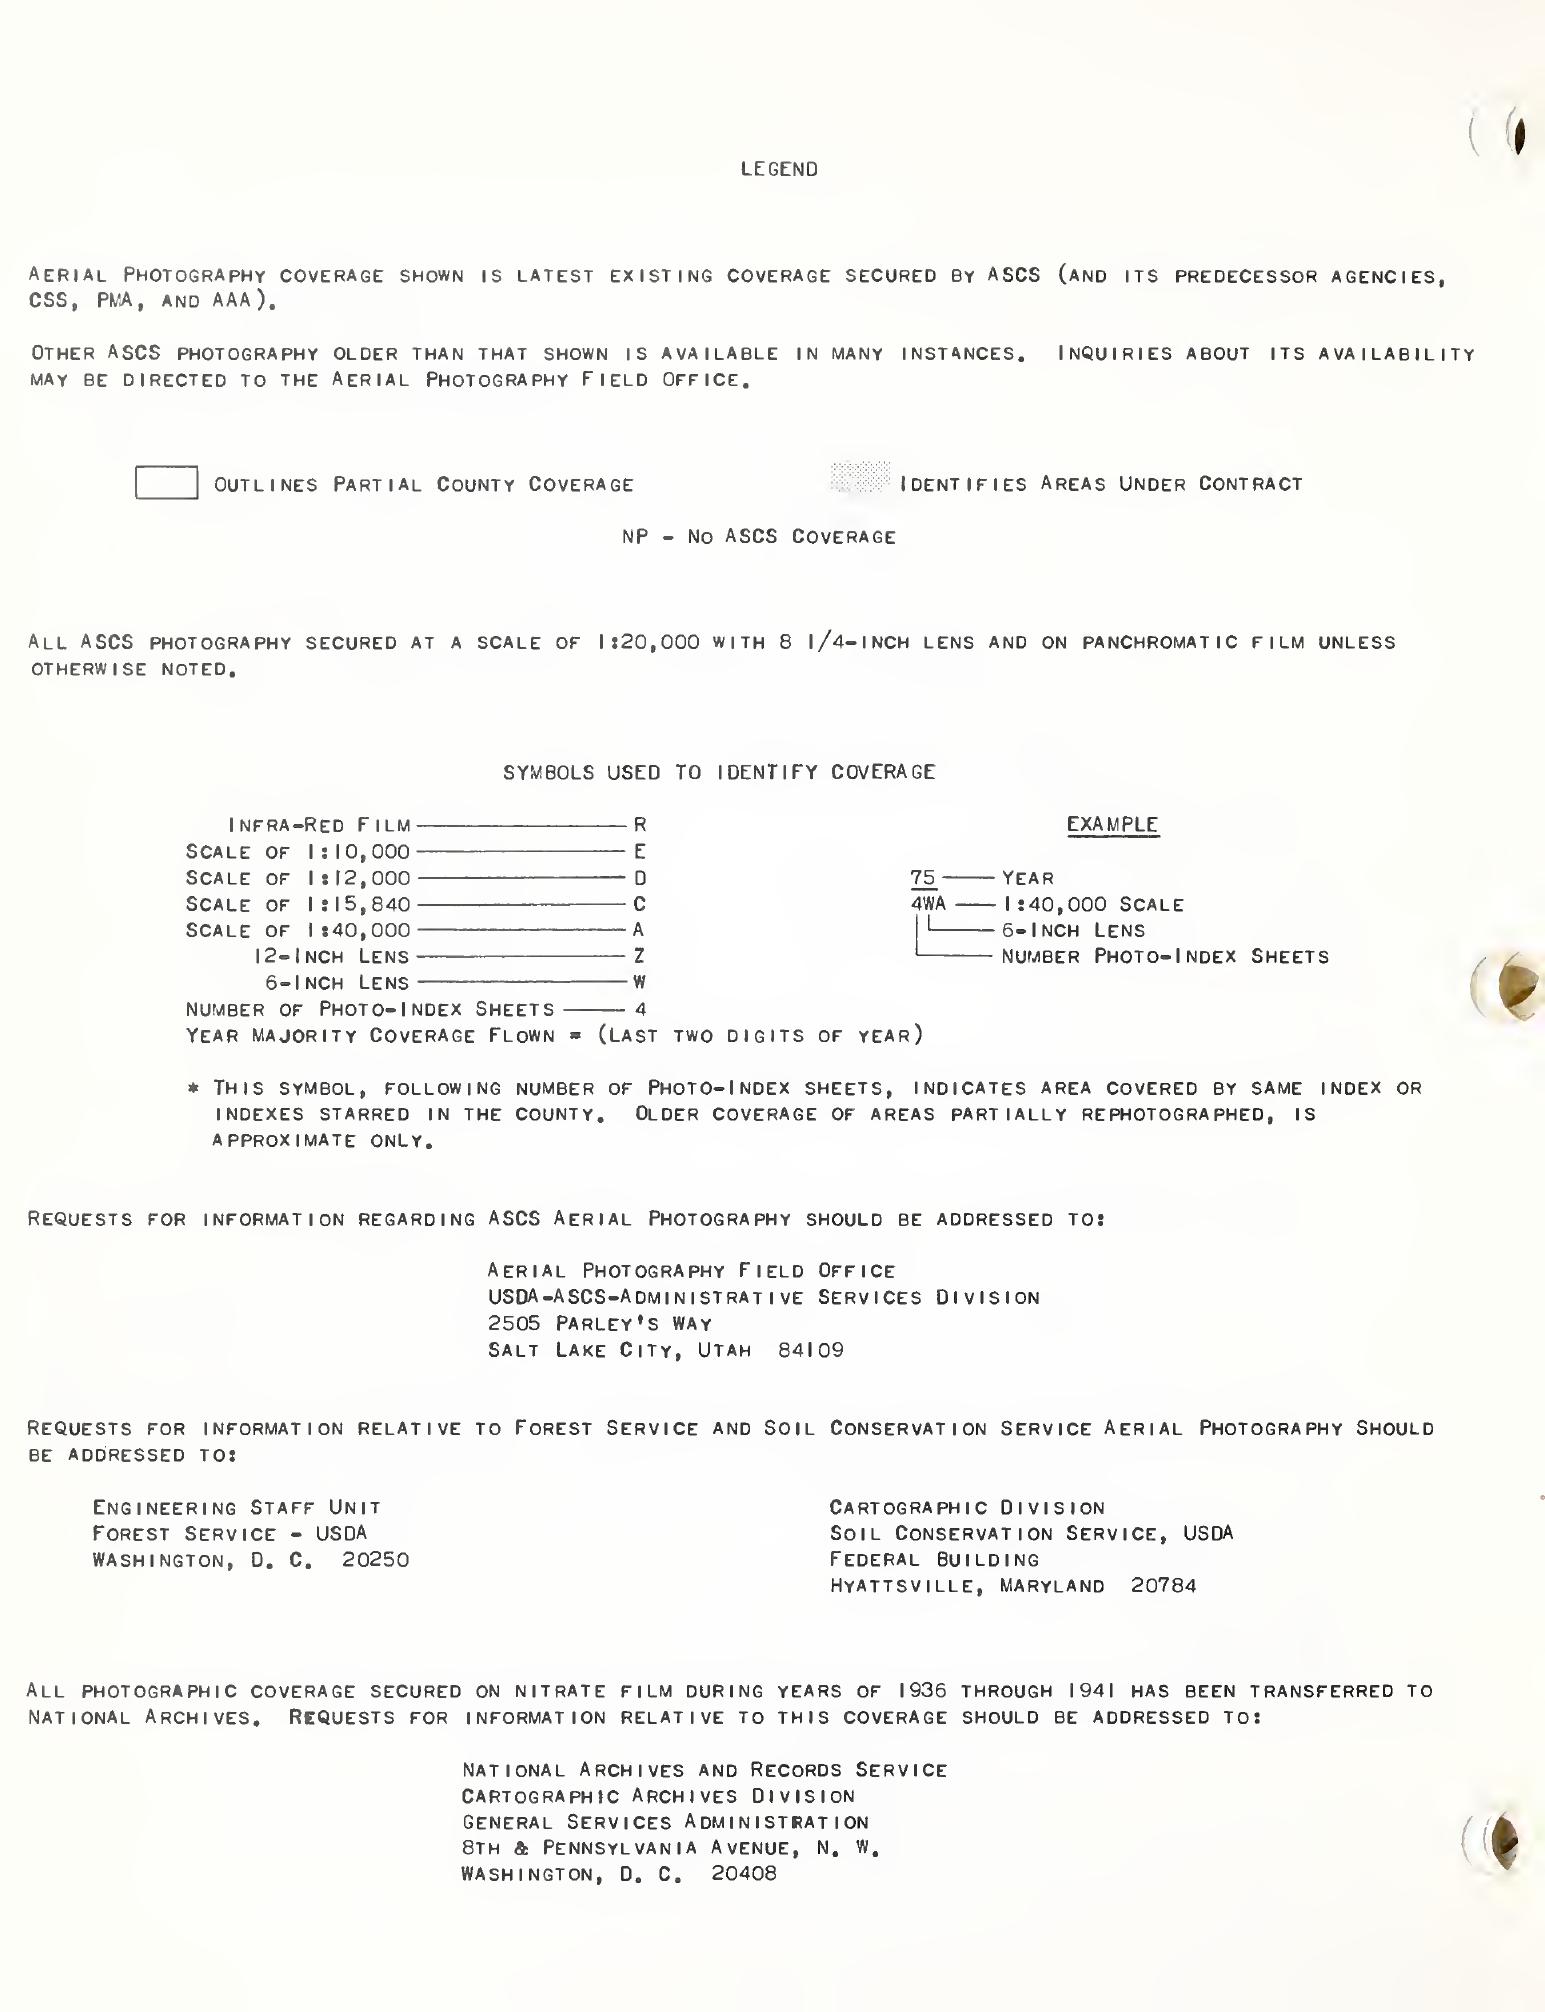 LEGEND
AERIAL PHOTOGRAPHY COVERAGE SHOWN IS LATEST EXISTING COVERAGE SECURED BY ASCS (AND ITS PREDECESSOR AGENCIES,
CSS, PMA, AND AAA).
OTHER ASCS PHOTOGRAPHY OLDER THAN THAT SHOWN IS AVAILABLE IN MANY INSTANCES. INQUIRIES ABOUT ITS AVAILABILITY
MAY BE DIRECTED TO THE AERIAL PHOTOGRAPHY FIELD OFFICE.
OUTLINES PARTIAL COUNTY COVERAGE
IDENTIFIES AREAS UNDER CONTRACT
NP - NO ASCS COVERAGE
ALL ASCS PHOTOGRAPHY SECURED AT A SCALE OF 1:20,000 WITH 8 1/4-INCH LENS AND ON PANCHROMATIC FILM UNLESS
OTHERWISE NOTED.
SYMBOLS USED TO IDENTIFY COVERAGE
INFRA-RED FILM R
SCALE OF 1:10,000 E
SCALE OF 1:12,000 D
SCALE OF 1:15,840 C
SCALE OF 1:40,000 A
12-INCH LENS Z
6-INCH LENS W
NUMBER OF PHOTO-INDEX SHEETS 4
YEAR MAJORITY COVERAGE FLOWN = (LAST TWO DIGITS OF YEAR)
EXAMPLE
75 YEAR
4WA 1:40,000 SCALE
6-INCH LENS
NUMBER PHOTO-INDEX SHEETS
* THIS SYMBOL, FOLLOWING NUMBER OF PHOTO-INDEX SHEETS, INDICATES AREA COVERED BY SAME INDEX OR
INDEXES STARRED IN THE COUNTY. OLDER COVERAGE OF AREAS PARTIALLY REPHOTOGRAPHED, IS
APPROXIMATE ONLY.
REQUESTS FOR INFORMATION REGARDING ASCS AERIAL PHOTOGRAPHY SHOULD BE ADDRESSED TO:
AERIAL PHOTOGRAPHY FIELD OFFICE
USDA-ASCS-ADMINISTRATIVE SERVICES DIVISION
2505 PARLEY'S WAY
SALT LAKE CITY, UTAH 84109
REQUESTS FOR INFORMATION RELATIVE TO FOREST SERVICE AND SOIL CONSERVATION SERVICE AERIAL PHOTOGRAPHY SHOULD
BE ADDRESSED TO:
ENGINEERING STAFF UNIT
FOREST SERVICE - USDA
WASHINGTON, D. C. 20250
CARTOGRAPHIC DIVISION
SOIL CONSERVATION SERVICE, USDA
FEDERAL BUILDING
HYATTSVILLE, MARYLAND 20784
ALL PHOTOGRAPHIC COVERAGE SECURED ON NITRATE FILM DURING YEARS OF 1936 THROUGH 1941 HAS BEEN TRANSFERRED TO
NATIONAL ARCHIVES. REQUESTS FOR INFORMATION RELATIVE TO THIS COVERAGE SHOULD BE ADDRESSED TO:
NATIONAL ARCHIVES AND RECORDS SERVICE
CARTOGRAPHIC ARCHIVES DIVISION
GENERAL SERVICES ADMINISTRATION
8TH & PENNSYLVANIA AVENUE, N. W.
WASHINGTON, D. C. 20408